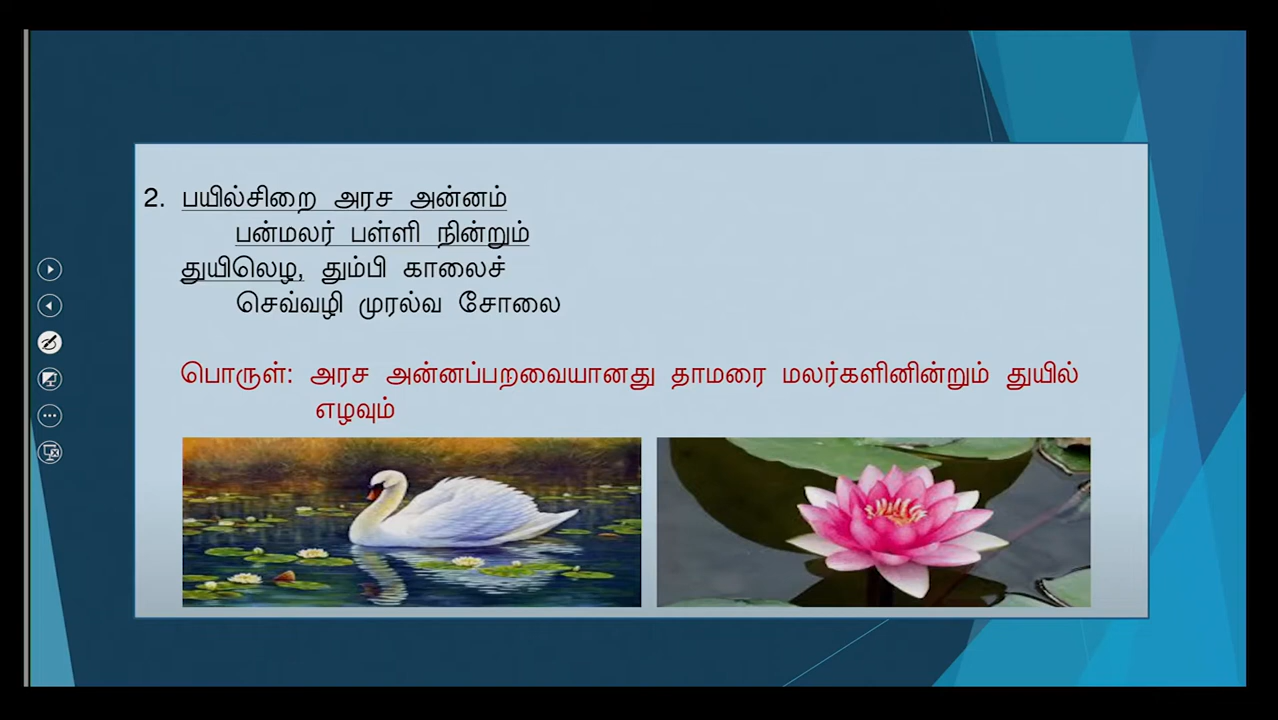 2. பயில்சிறை அரச அன்னம்
பன்மலர் பள்ளி நின்றும்
துயிலெழ, தும்பி காலைச்
செவ்வழி முரல்வ சோலை
பொருள்: அரச அன்னப்பறவையானது தாமரை மலர்களினின்றும் துயில்
எழவும்